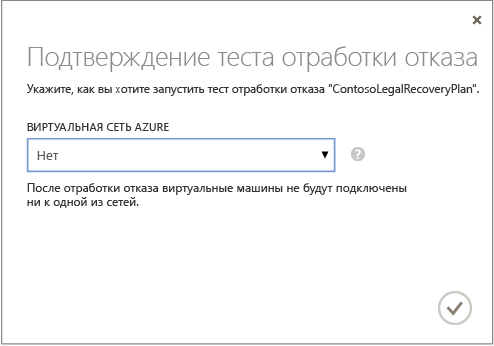 Подтверждение теста отработки отказа
Укажите, как вы хотите запустить тест отработки отказа "ContosoLegalRecoveryPlan".
ВИРТУАЛЬНАЯ СЕТЬ AZURE
Нет
После отработки отказа виртуальные машины не будут подключены
ни к одной из сетей.